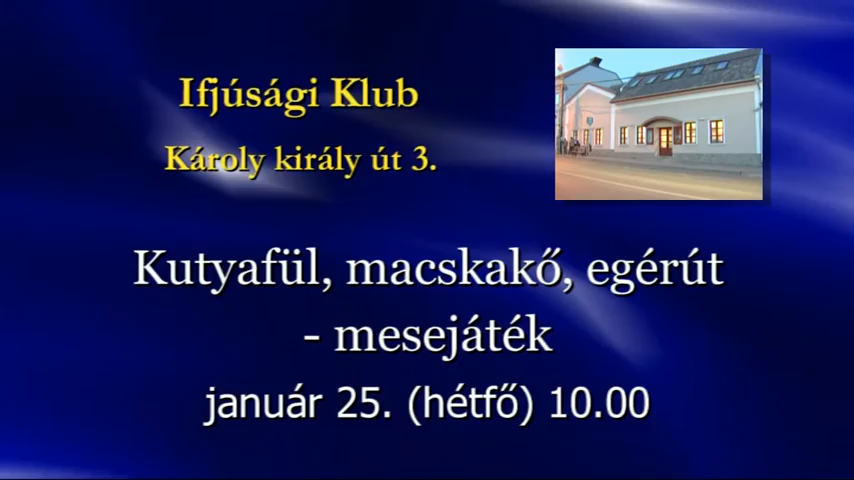 Ifjúsági Klub
Károly király út 3.
Kutyafül, macskakő, egérút
- mesejáték
január 25. (hétfő) 10.00